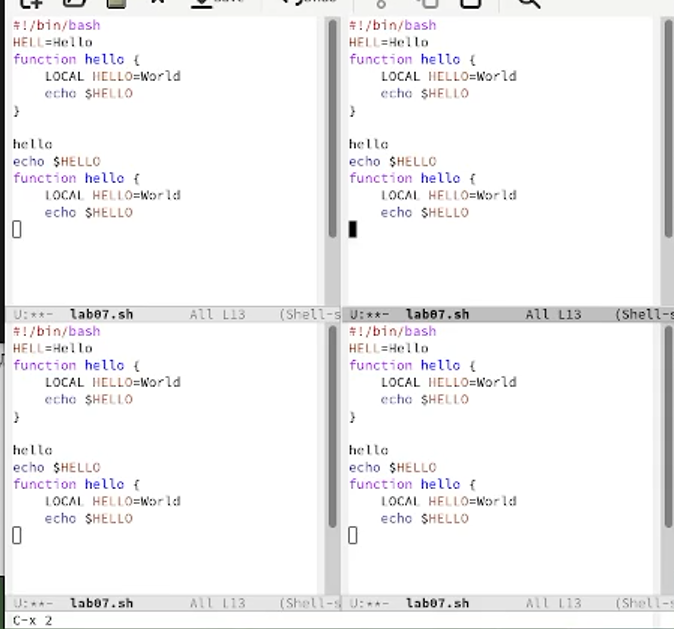 Save
Undo
#!/bin/bash
HELL=Hello
function hello {
    LOCAL HELLO=World
    echo $HELLO
}
hello
echo $HELLO
function hello {
    LOCAL HELLO=World
    echo $HELLO
U:**-  lab07.sh       All L13    (Shell-s
#!/bin/bash
HELL=Hello
function hello {
    LOCAL HELLO=World
    echo $HELLO
}
hello
echo $HELLO
function hello {
    LOCAL HELLO=World
    echo $HELLO
U:**-  lab07.sh       All L13    (Shell-s
#!/bin/bash
HELL=Hello
function hello {
    LOCAL HELLO=World
    echo $HELLO
}
hello
echo $HELLO
function hello {
    LOCAL HELLO=World
    echo $HELLO
U:**-  lab07.sh       All L13    (Shell-s
#!/bin/bash
HELL=Hello
function hello {
    LOCAL HELLO=World
    echo $HELLO
}
hello
echo $HELLO
function hello {
    LOCAL HELLO=World
    echo $HELLO
U:**-  lab07.sh       All L13    (Shell-s
C-x 2